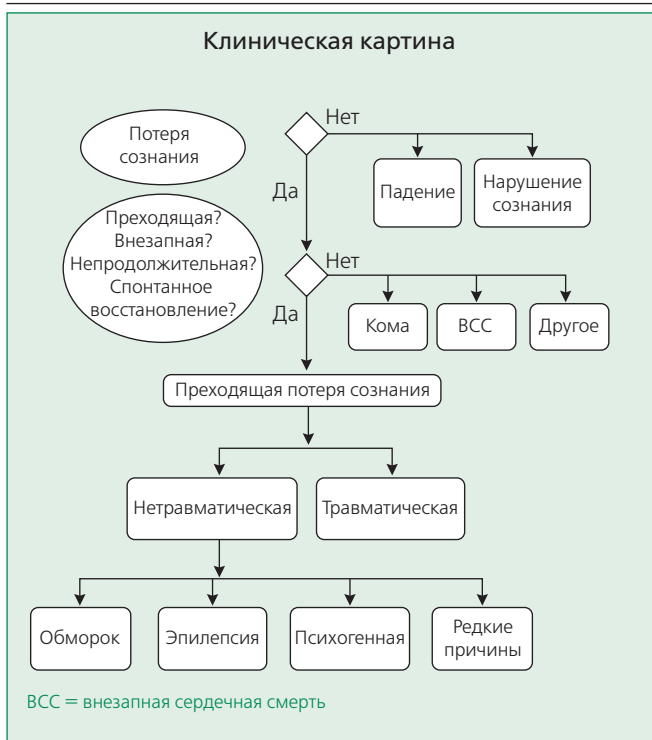 Клиническая картина
Потеря
сознания
Нет
Да
Падение
Нарушение
сознания
Преходящая?
Внезапная?
Непродолжительная?
Спонтанное
восстановление?
Нет
Да
Кома
ВСС
Другое
Преходящая потеря сознания
Нетравматическая
Травматическая
Обморок
Эпилепсия
Психогенная
Редкие
причины
ВСС = внезапная сердечная смерть